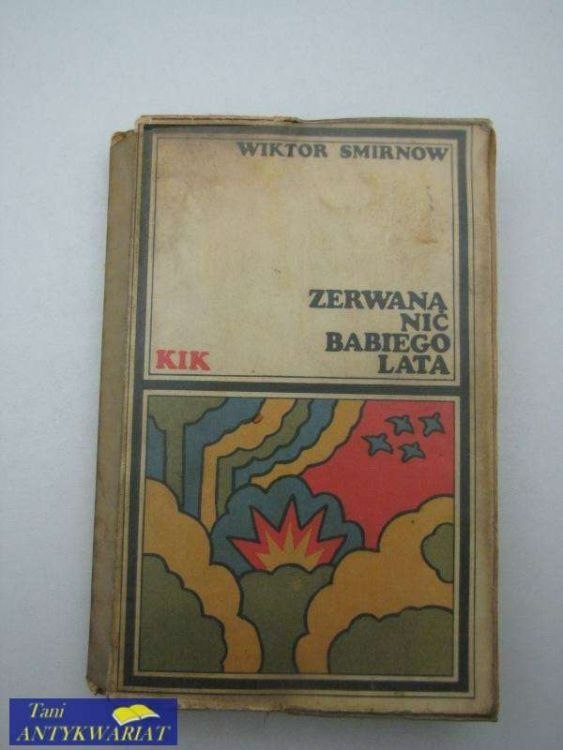 WIKTOR SMIRNOW
ZERWANĄ
NIĆ
BABIEGO
LATA
KIK
Tani
ANTYKWARIAT